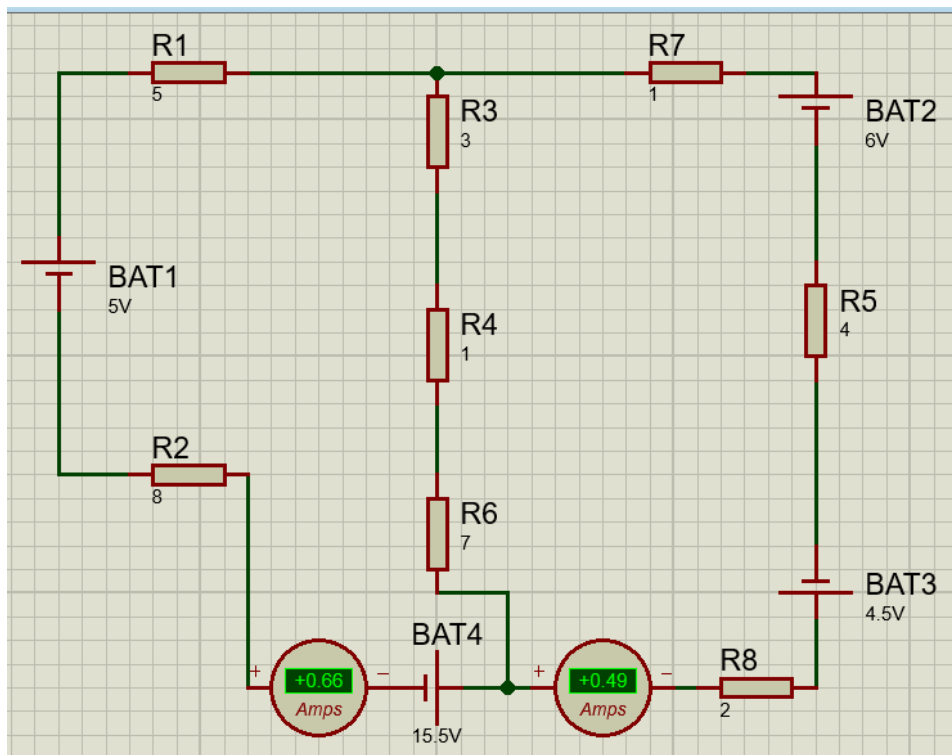 R1
5
R7
1
R3
3
BAT2
6V
BAT1
5V
R5
4
R4
1
R2
8
R6
7
BAT3
4.5V
BAT4
15.5V
+ +0.66 −
Amps
+ +0.49 −
Amps
R8
2